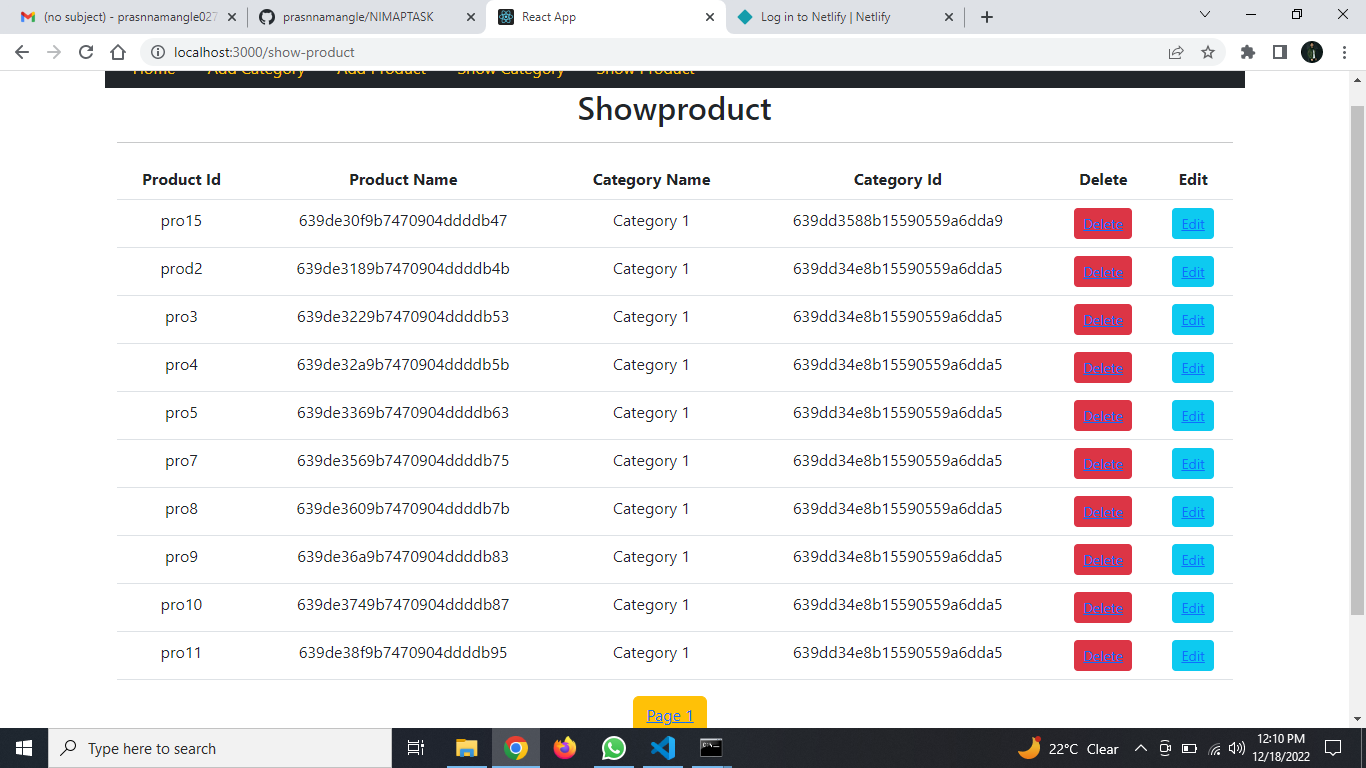 (no subject) - prasnnamangle027 prasnnamangle/NIMAPTASK React App Log in to Netlify | Netlify
localhost:3000/show-product
Home Add Category Add Product Show Category Show Product
Showproduct
Product Id Product Name Category Name Category Id Delete Edit
pro15 639de30f9b7470904ddddb47 Category 1 639dd3588b15590559a6dda9 Delete Edit
prod2 639de3189b7470904ddddb4b Category 1 639dd34e8b15590559a6dda5 Delete Edit
pro3 639de3229b7470904ddddb53 Category 1 639dd34e8b15590559a6dda5 Delete Edit
pro4 639de32a9b7470904ddddb5b Category 1 639dd34e8b15590559a6dda5 Delete Edit
pro5 639de3369b7470904ddddb63 Category 1 639dd34e8b15590559a6dda5 Delete Edit
pro7 639de3569b7470904ddddb75 Category 1 639dd34e8b15590559a6dda5 Delete Edit
pro8 639de3609b7470904ddddb7b Category 1 639dd34e8b15590559a6dda5 Delete Edit
pro9 639de36a9b7470904ddddb83 Category 1 639dd34e8b15590559a6dda5 Delete Edit
pro10 639de3749b7470904ddddb87 Category 1 639dd34e8b15590559a6dda5 Delete Edit
pro11 639de38f9b7470904ddddb95 Category 1 639dd34e8b15590559a6dda5 Delete Edit
Page 1
Type here to search 22°C Clear 12:10 PM
12/18/2022